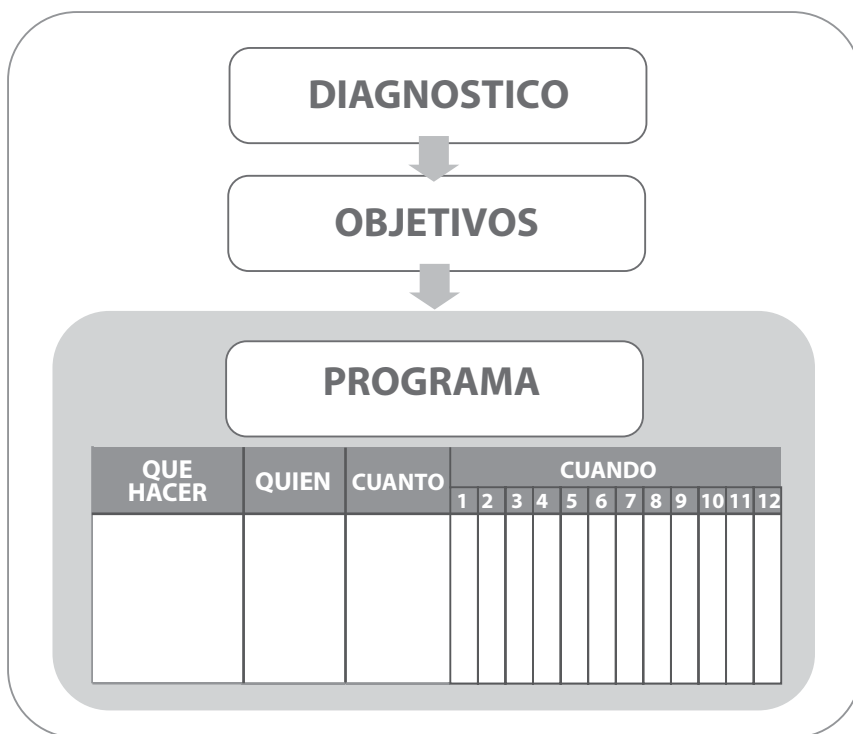 DIAGNOSTICO
OBJETIVOS
PROGRAMA
QUE HACER QUIEN CUANTO CUANDO
1 2 3 4 5 6 7 8 9 10 11 12